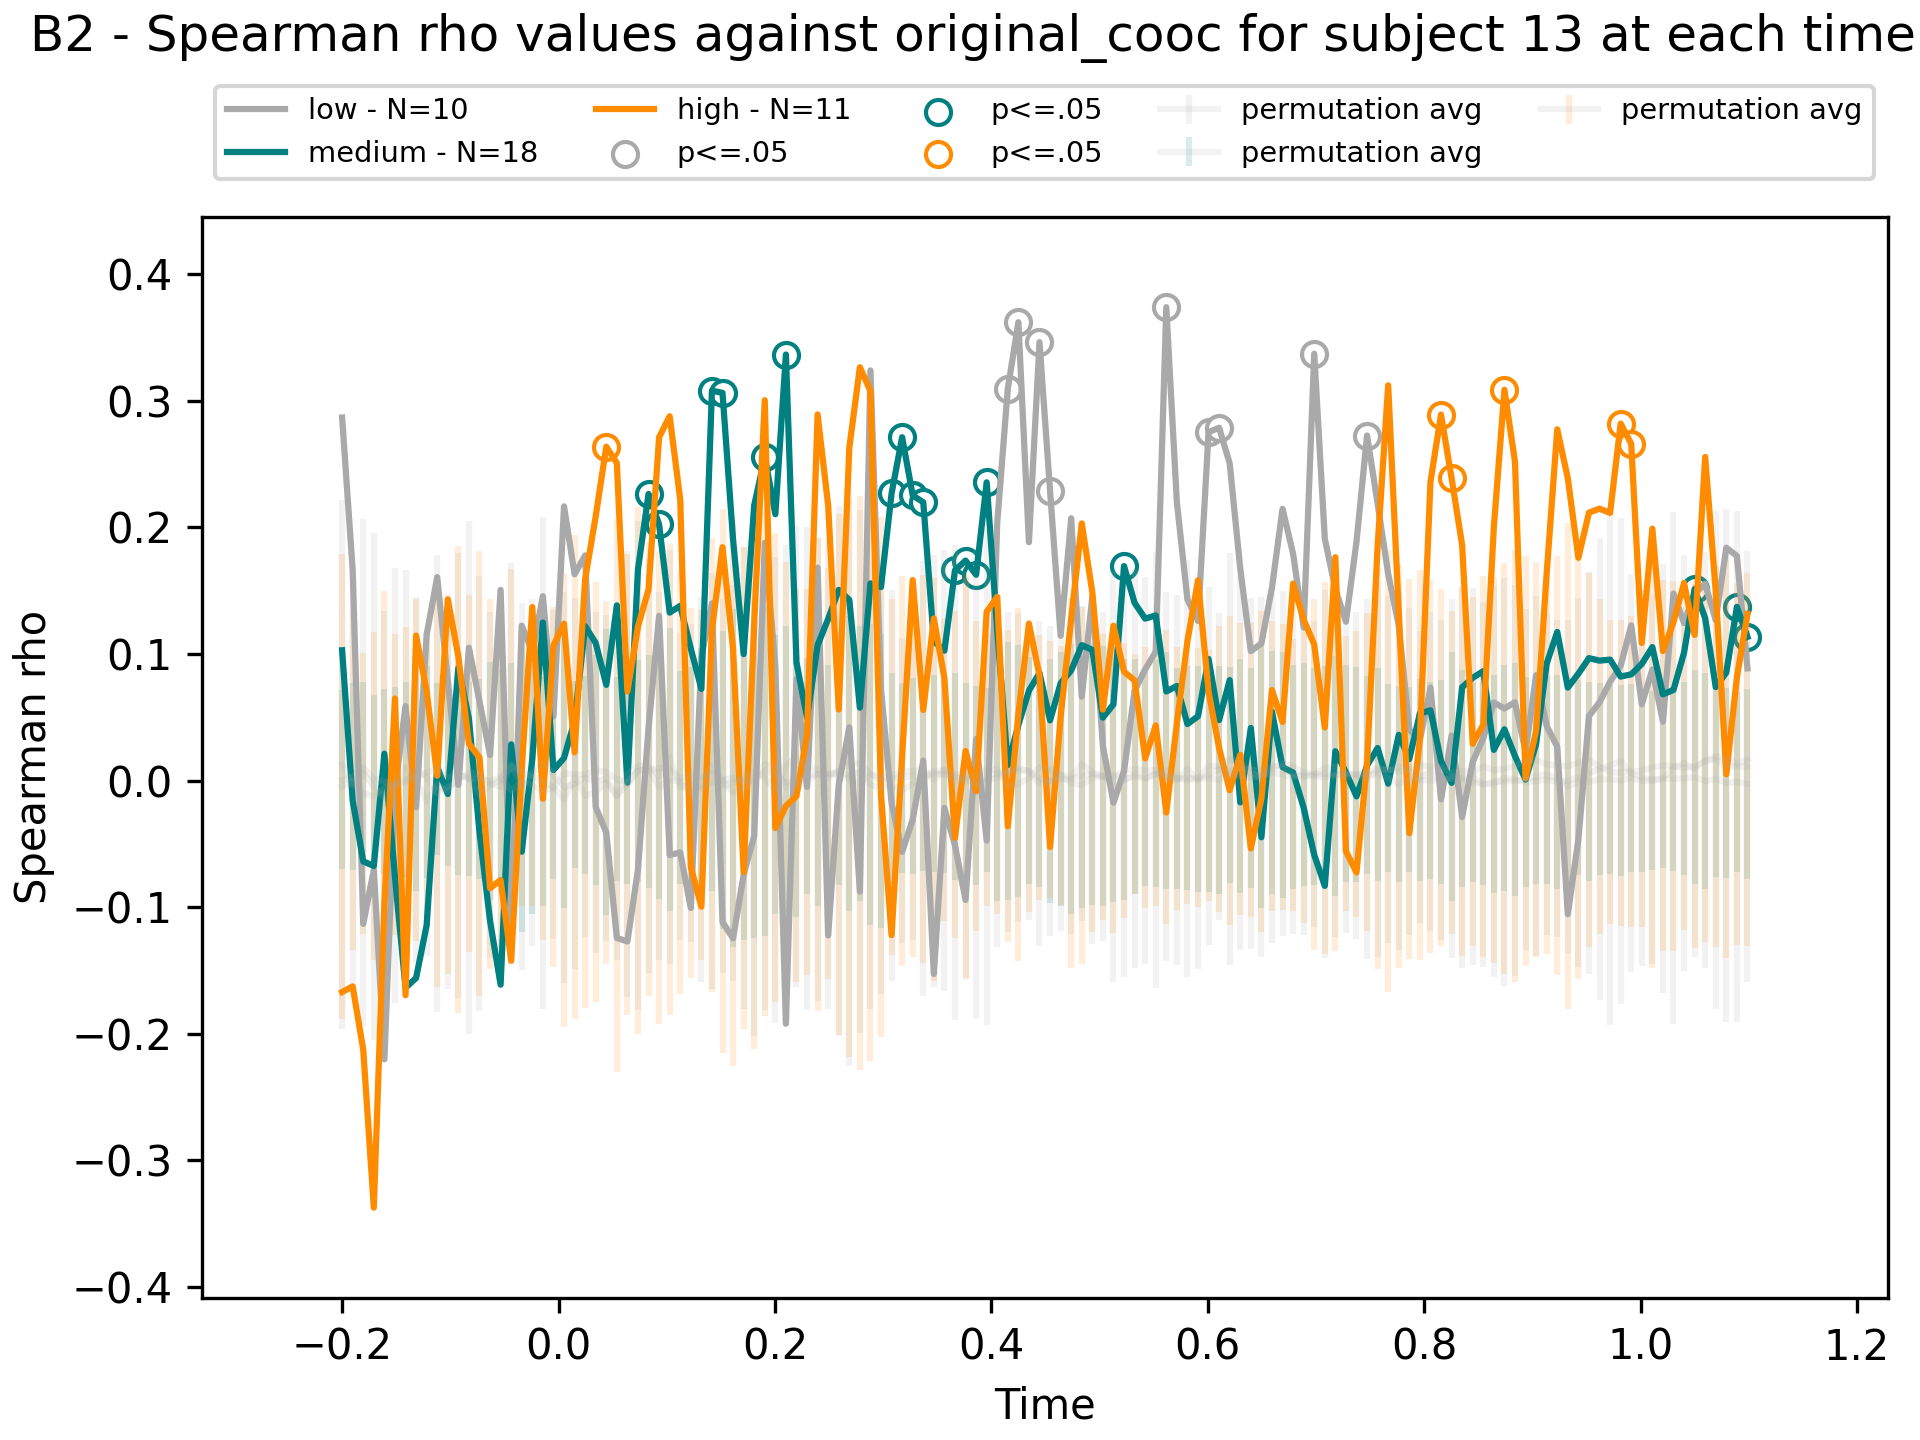 B2 - Spearman rho values against original_cooc for subject 13 at each time
low - N=10
medium - N=18
high - N=11
p<=.05
p<=.05
p<=.05
permutation avg
permutation avg
permutation avg
Spearman rho
0.4
0.3
0.2
0.1
0.0
−0.1
−0.2
−0.3
−0.4
−0.2
0.0
0.2
0.4
0.6
0.8
1.0
1.2
Time